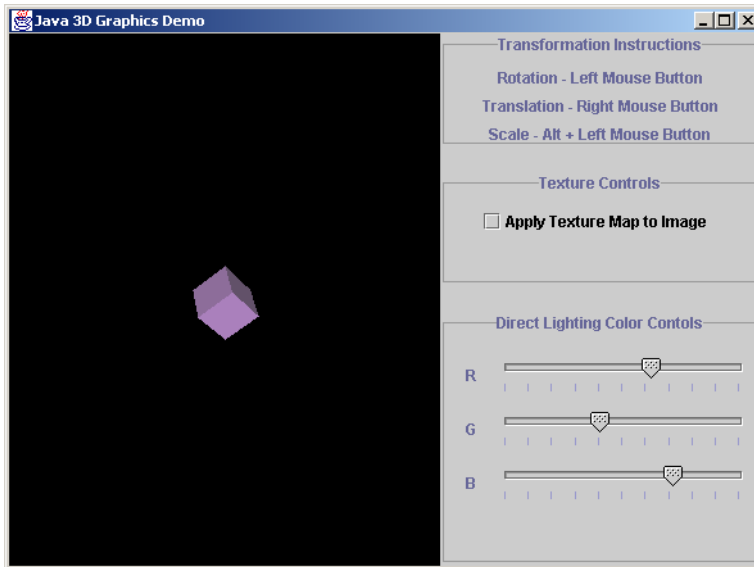 Java 3D Graphics Demo
Transformation Instructions
Rotation - Left Mouse Button
Translation - Right Mouse Button
Scale - Alt + Left Mouse Button
Texture Controls
Apply Texture Map to Image
Direct Lighting Color Contols
R
G
B